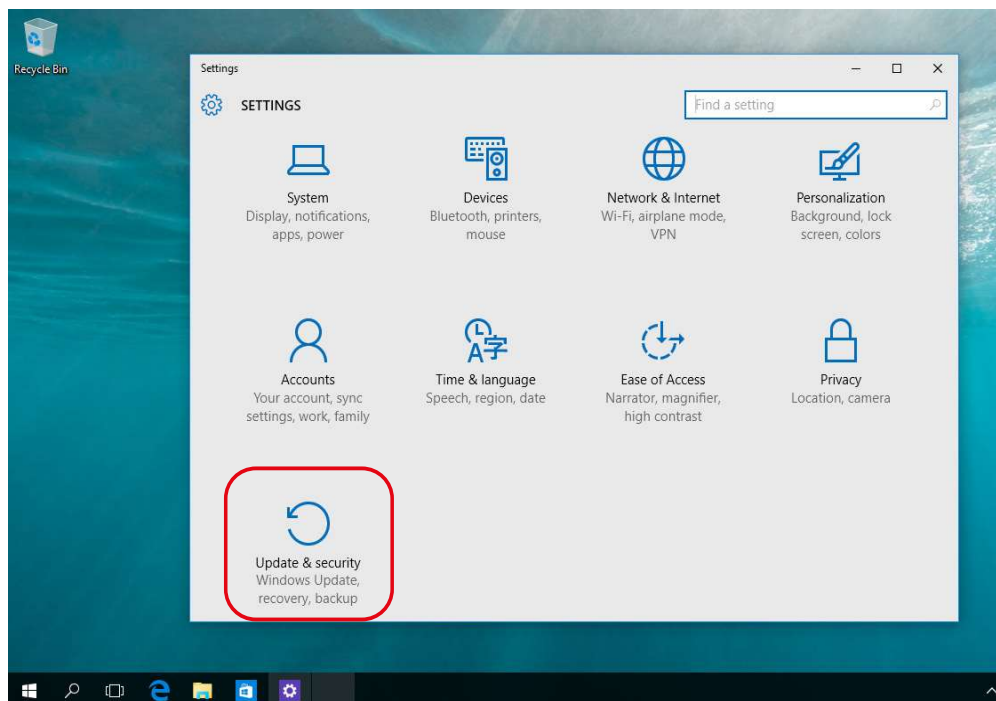 Recycle Bin
Settings
SETTINGS
Find a setting
System
Display, notifications,
apps, power
Devices
Bluetooth, printers,
mouse
Network & Internet
Wi-Fi, airplane mode,
VPN
Personalization
Background, lock
screen, colors
Accounts
Your account, sync
settings, work, family
Time & language
Speech, region, date
Ease of Access
Narrator, magnifier,
high contrast
Privacy
Location, camera
Update & security
Windows Update,
recovery, backup